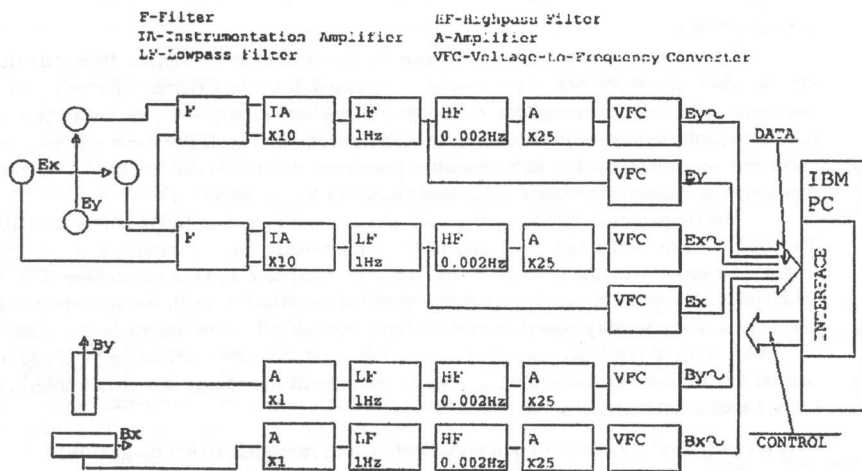 F-Filter
IA-Instrumentation Amplifier
LF-Lowpass Filter
HF-Highpass Filter
A-Amplifier
VFC-Voltage-to-Frequency Converter
F
IA
X10
LF
1Hz
HF
0.002Hz
A
X25
VFC
Ey~
DATA
Ex
VFC
Ey
IBM
PC
Ey
F
IA
X10
LF
1Hz
HF
0.002Hz
A
X25
VFC
Ex~
INTERFACE
VFC
Ex
By
A
X1
LF
1Hz
HF
0.002Hz
A
X25
VFC
By~
Bx
A
X1
LF
1Hz
HF
0.002Hz
A
X25
VFC
Bx~
CONTROL